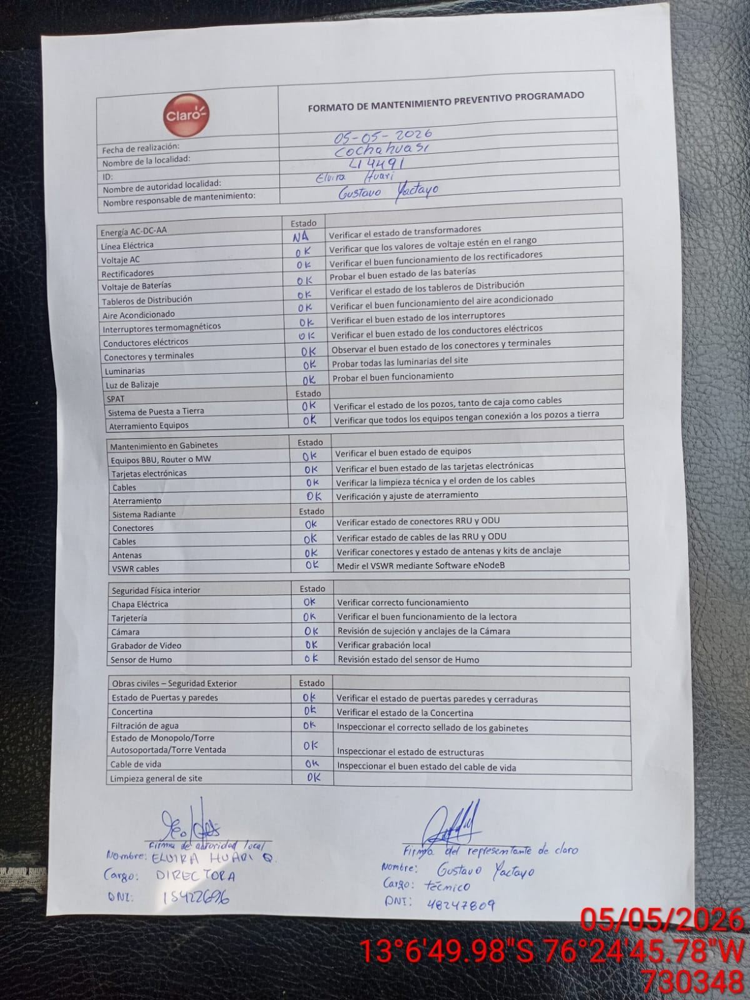 Claro-
FORMATO DE MANTENIMIENTO PREVENTIVO PROGRAMADO
Fecha de realización: 05-05-2026
Nombre de la localidad: Cochahuasi
ID: LI4491
Nombre de autoridad localidad: Elvira Huari
Nombre responsable de mantenimiento: Gustavo Yactayo
Energía AC-DC-AA Estado
Línea Eléctrica NA Verificar el estado de transformadores
Voltaje AC OK Verificar que los valores de voltaje estén en el rango
Rectificadores OK Verificar el buen funcionamiento de los rectificadores
Voltaje de Baterías OK Probar el buen estado de las baterías
Tableros de Distribución OK Verificar el estado de los tableros de Distribución
Aire Acondicionado OK Verificar el buen funcionamiento del aire acondicionado
Interruptores termomagnéticos OK Verificar el buen estado de los interruptores
Conductores eléctricos OK Verificar el buen estado de los conductores eléctricos
Conectores y terminales OK Observar el buen estado de los conectores y terminales
Luminarias OK Probar todas las luminarias del site
Luz de Balizaje OK Probar el buen funcionamiento
SPAT Estado
Sistema de Puesta a Tierra OK Verificar el estado de los pozos, tanto de caja como cables
Aterramiento Equipos OK Verificar que todos los equipos tengan conexión a los pozos a tierra
Mantenimiento en Gabinetes Estado
Equipos BBU, Router o MW OK Verificar el buen estado de equipos
Tarjetas electrónicas OK Verificar el buen estado de las tarjetas electrónicas
Cables OK Verificar la limpieza técnica y el orden de los cables
Aterramiento OK Verificación y ajuste de aterramiento
Sistema Radiante Estado
Conectores OK Verificar estado de conectores RRU y ODU
Cables OK Verificar estado de cables de las RRU y ODU
Antenas OK Verificar conectores y estado de antenas y kits de anclaje
VSWR cables OK Medir el VSWR mediante Software eNodeB
Seguridad Física interior Estado
Chapa Eléctrica OK Verificar correcto funcionamiento
Tarjetería OK Verificar el buen funcionamiento de la lectora
Cámara OK Revisión de sujeción y anclajes de la Cámara
Grabador de Video OK Verificar grabación local
Sensor de Humo OK Revisión estado del sensor de Humo
Obras civiles – Seguridad Exterior Estado
Estado de Puertas y paredes OK Verificar el estado de puertas paredes y cerraduras
Concertina OK Verificar el estado de la Concertina
Filtración de agua OK Inspeccionar el correcto sellado de los gabinetes
Estado de Monopolo/Torre
Autosoportada/Torre Ventada OK Inspeccionar el estado de estructuras
Cable de vida OK Inspeccionar el buen estado del cable de vida
Limpieza general de site OK
Firma de autoridad local
Nombre: ELVIRA HUARI Q.
Cargo: DIRECTORA
DNI: 15422696
Firma del representante de claro
Nombre: Gustavo Yactayo
Cargo: técnico
DNI: 48247809
05/05/2026
13°6'49.98"S 76°24'45.78"W
730348